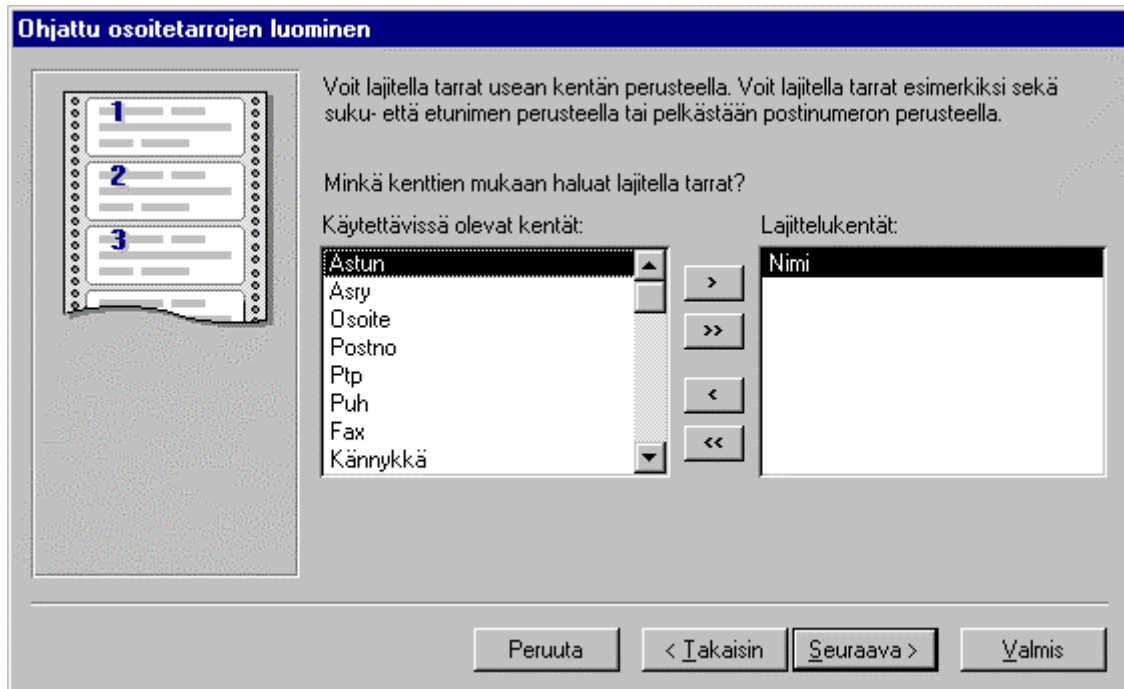 Ohjattu osoitetarrojen luominen
Voit lajitella tarrat usean kentän perusteella. Voit lajitella tarrat esimerkiksi sekä
suku- että etunimen perusteella tai pelkästään postinumeron perusteella.
1
2
3
Minkä kenttien mukaan haluat lajitella tarrat?
Käytettävissä olevat kentät:
Lajittelukentät:
Astun
Asry
Osoite
Postno
Ptp
Puh
Fax
Kännykkä
>
>>
<
<<
Nimi
Peruuta
< Takaisin
Seuraava >
Valmis